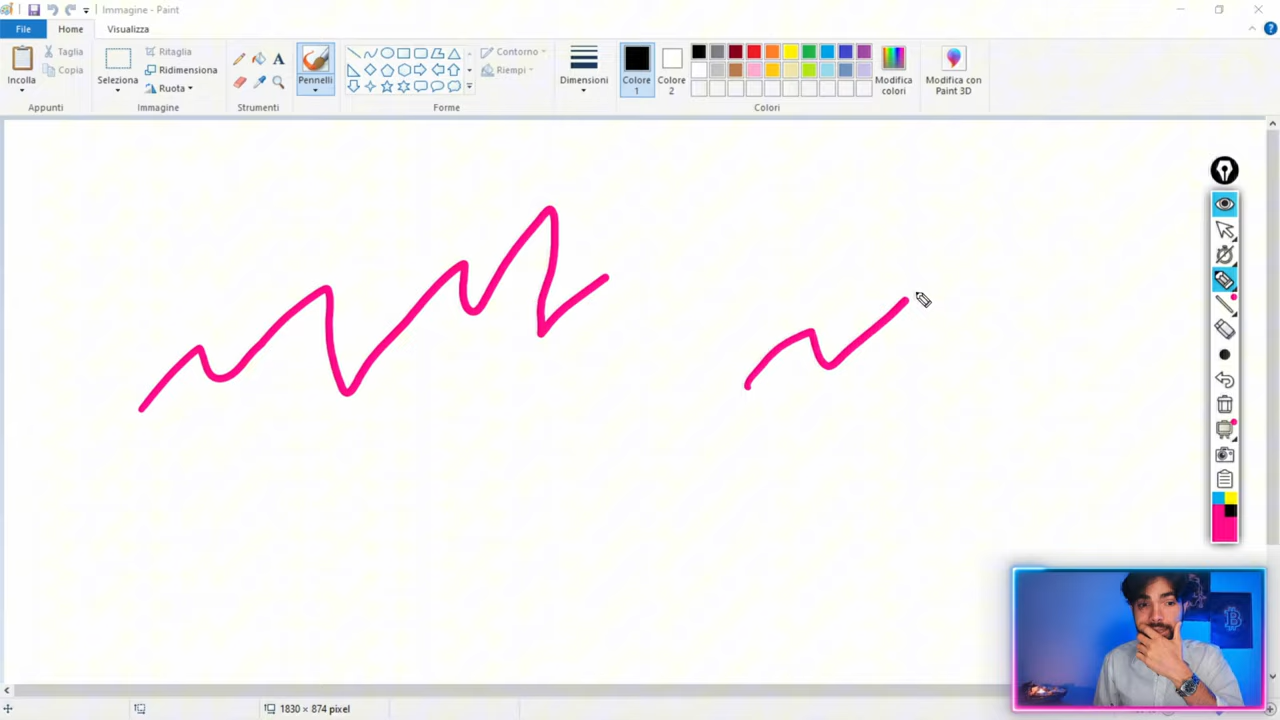 Immagine - Paint
File Home Visualizza
Incolla
Taglia
Copia
Appunti
Seleziona
Ritaglia
Ridimensiona
Ruota
Immagine
A
Strumenti
Pennelli
Contorno
Riempi
Forme
Dimensioni
Colore
1
Colore
2
Modifica
colori
Colori
Modifica con
Paint 3D
1830 × 874 pixel